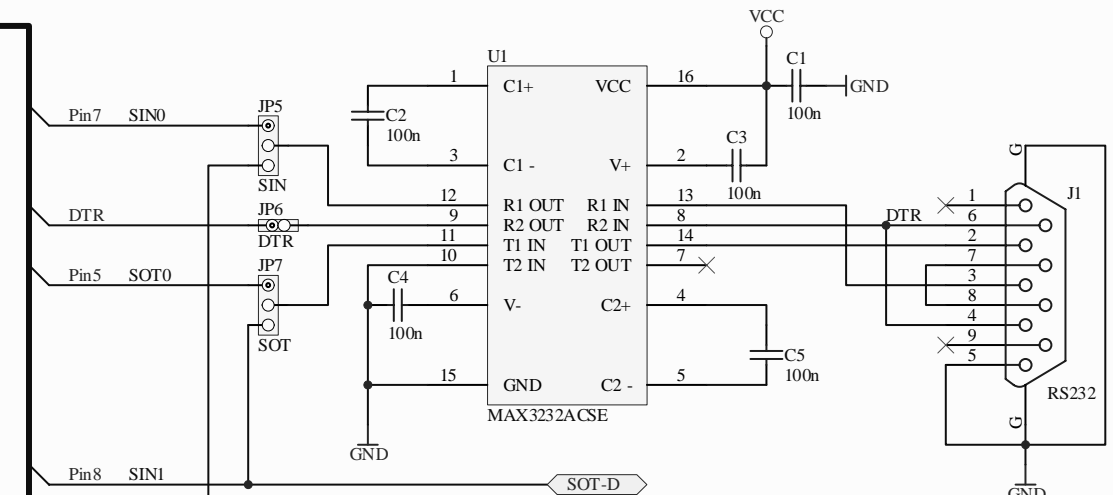 VCC
U1
C1
1
C1+
VCC
16
GND
Pin7
SIN0
JP5
C2
100n
100n
C3
3
C1 -
V+
2
100n
G
SIN
12
R1 OUT
R1 IN
13
1
J1
DTR
JP6
9
R2 OUT
R2 IN
8
DTR
6
DTR
11
T1 IN
T1 OUT
14
2
JP7
10
T2 IN
T2 OUT
7
7
Pin5
SOT0
C4
3
6
V-
C2+
4
8
100n
4
SOT
9
C5
5
100n
15
GND
C2 -
5
RS232
MAX3232ACSE
G
GND
Pin8
SIN1
SOT-D
GND